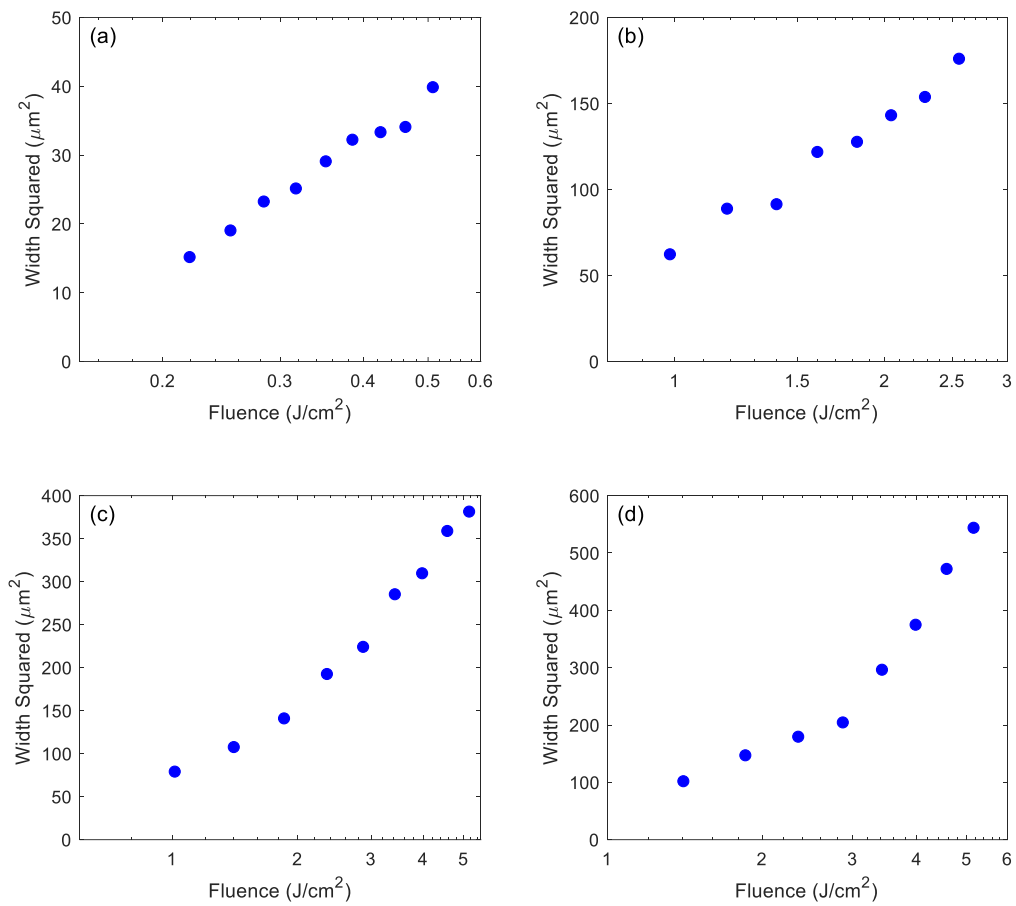 (a)
50
40
30
20
10
0
Width Squared (μm²)
0.2 0.3 0.4 0.5 0.6
Fluence (J/cm²)
(b)
200
150
100
50
0
Width Squared (μm²)
1 1.5 2 2.5 3
Fluence (J/cm²)
(c)
400
350
300
250
200
150
100
50
0
Width Squared (μm²)
1 2 3 4 5
Fluence (J/cm²)
(d)
600
500
400
300
200
100
0
Width Squared (μm²)
1 2 3 4 5 6
Fluence (J/cm²)